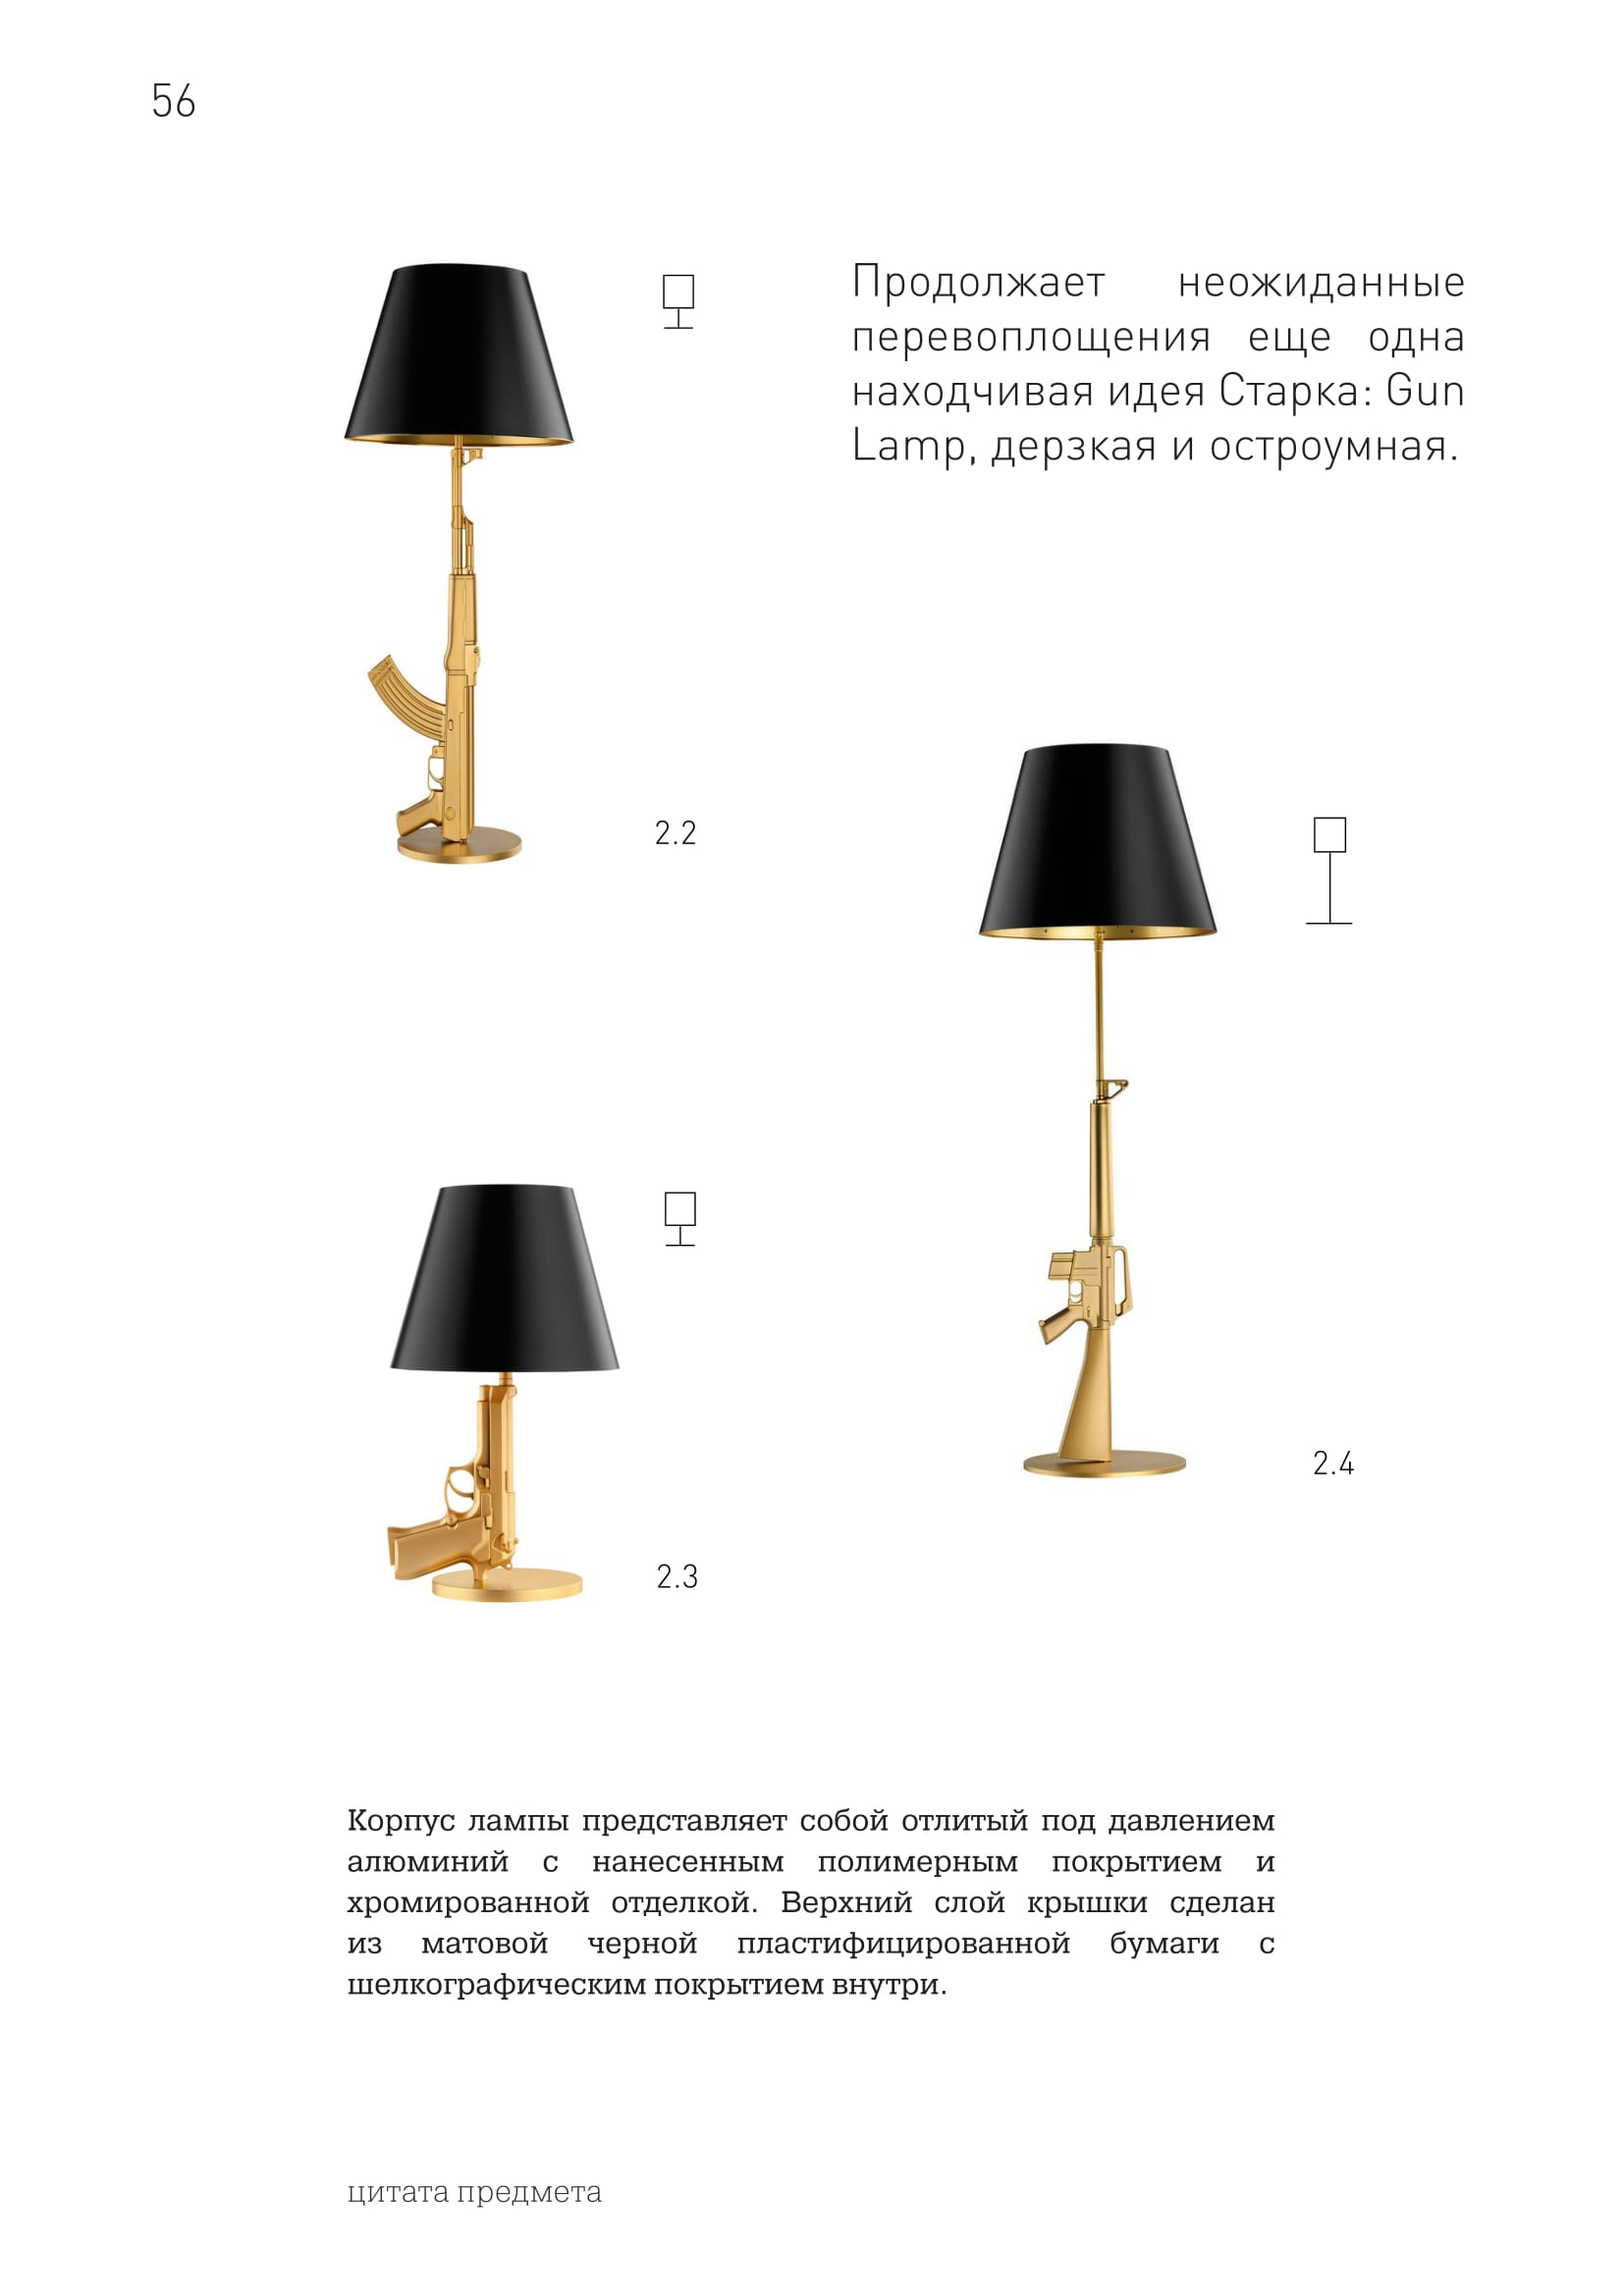 56
Продолжает неожиданные
перевоплощения еще одна
находчивая идея Старка: Gun
Lamp, дерзкая и остроумная.
2.2
2.4
2.3
Корпус лампы представляет собой отлитый под давлением
алюминий с нанесенным полимерным покрытием и
хромированной отделкой. Верхний слой крышки сделан
из матовой черной пластифицированной бумаги с
шелкографическим покрытием внутри.
цитата предмета